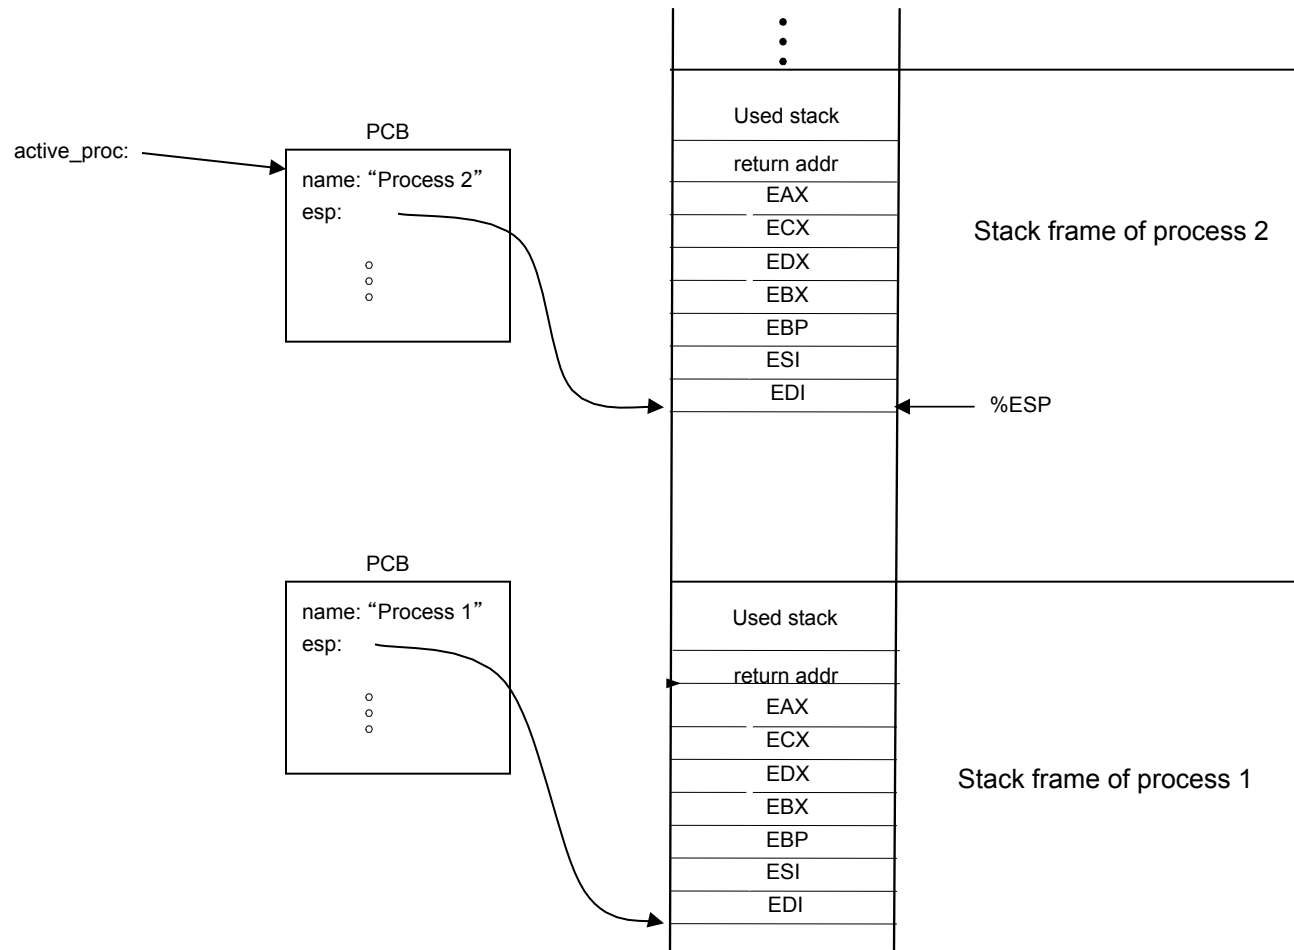 Used stack
PCB
active_proc:
return addr
name: “Process 2”
EAX
esp:
ECX
Stack frame of process 2
EDX
EBX
EBP
ESI
EDI
%ESP
PCB
name: “Process 1”
Used stack
esp:
return addr
EAX
ECX
EDX
Stack frame of process 1
EBX
EBP
ESI
EDI